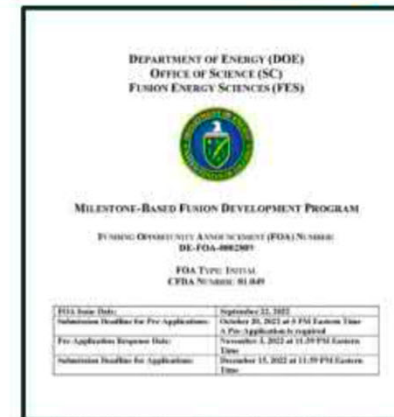 DEPARTMENT OF ENERGY (DOE)
OFFICE OF SCIENCE (SC)
FUSION ENERGY SCIENCES (FES)
MILESTONE-BASED FUSION DEVELOPMENT PROGRAM
FUNDING OPPORTUNITY ANNOUNCEMENT (FOA) NUMBER:
DE-FOA-0002809
FOA TYPE: INITIAL
CFDA NUMBER: 81.049
FOA Issue Date: September 22, 2022
Submission Deadline for Pre-Applications: October 20, 2022 at 5 PM Eastern Time
A Pre-Application is required
Pre-Application Response Date: November 3, 2022 at 11:59 PM Eastern
Time
Submission Deadline for Applications: December 15, 2022 at 11:59 PM Eastern
Time